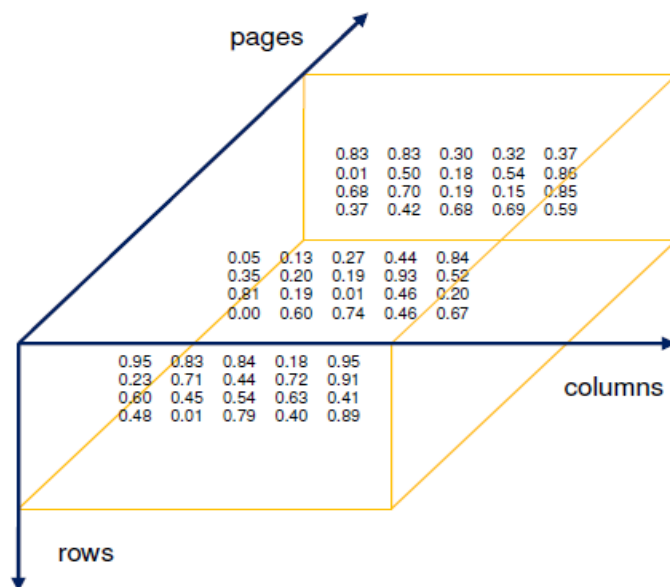 pages
0.83 0.83 0.30 0.32 0.37
0.01 0.50 0.18 0.54 0.86
0.68 0.70 0.19 0.15 0.85
0.37 0.42 0.68 0.69 0.59
0.05 0.13 0.27 0.44 0.84
0.35 0.20 0.19 0.93 0.52
0.81 0.19 0.01 0.46 0.20
0.00 0.60 0.74 0.46 0.67
0.95 0.83 0.84 0.18 0.95
0.23 0.71 0.44 0.72 0.91
0.60 0.45 0.54 0.63 0.41
0.48 0.01 0.79 0.40 0.89
columns
rows